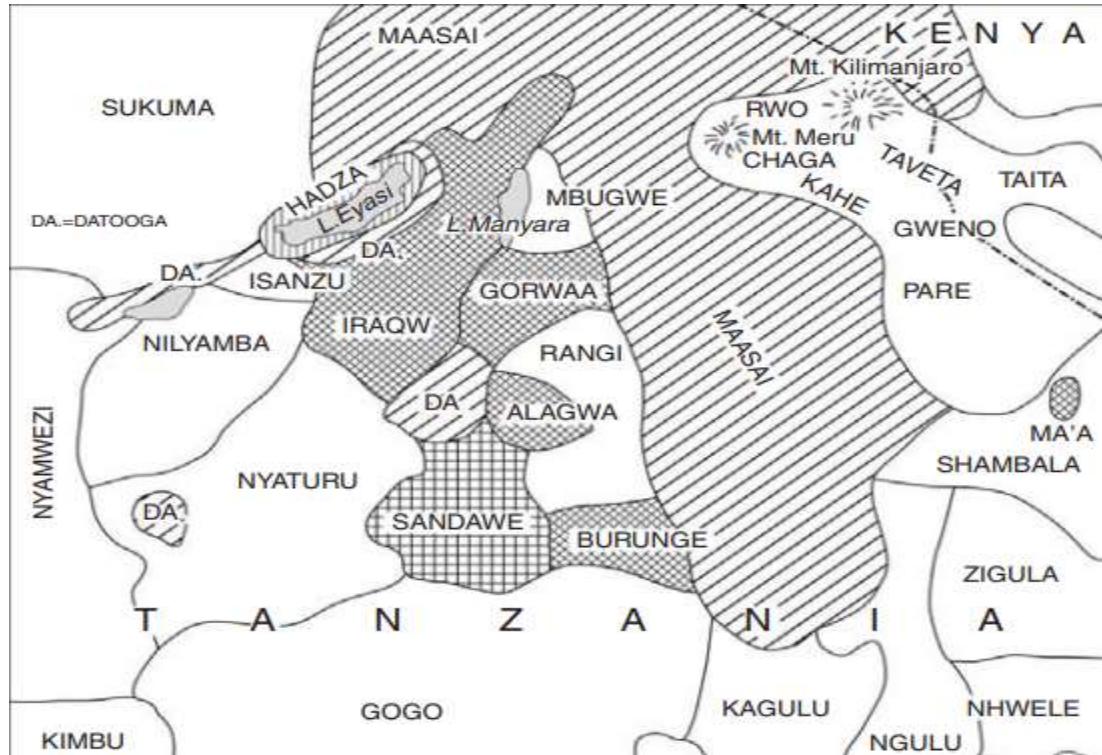 MAASAI
K E N Y A
Mt. Kilimanjaro
SUKUMA
RWO
Mt. Meru
CHAGA
TAVETA
TAITA
HADZA
L.Eyasi
MBUGWE
KAHE
DA.=DATOOGA
L.Manyara
GWENO
DA.
DA.
ISANZU
GORWAA
PARE
IRAQW
NILYAMBA
RANGI
MAASAI
DA
ALAGWA
MA'A
SHAMBALA
NYAMWEZI
NYATURU
DA.
SANDAWE
BURUNGE
ZIGULA
T A N Z A N I A
GOGO
KAGULU
NHWELE
KIMBU
NGULU